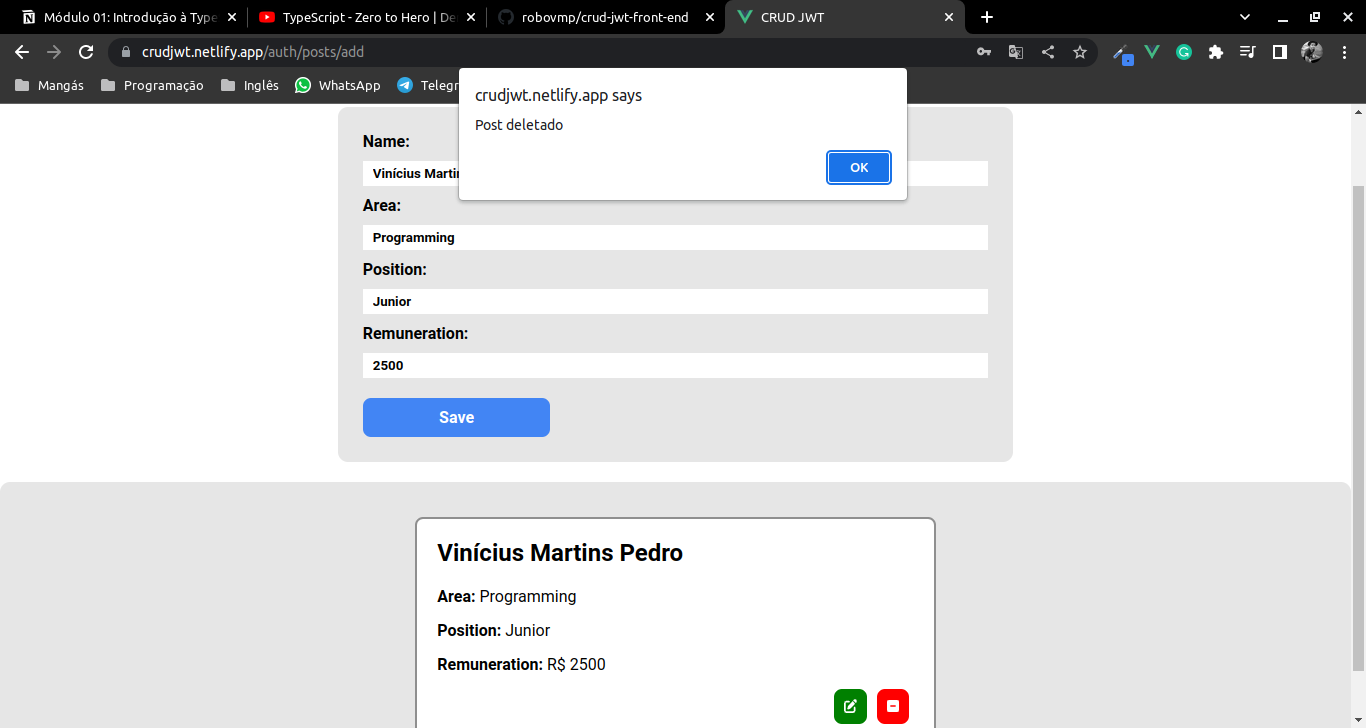 Módulo 01: Introdução à Type
TypeScript - Zero to Hero | De
robovmp/crud-jwt-front-end
CRUD JWT
crudjwt.netlify.app/auth/posts/add
Mangás
Programação
Inglês
WhatsApp
Telegr
crudjwt.netlify.app says
Post deletado
OK
Name:
Vinícius Martin
Area:
Programming
Position:
Junior
Remuneration:
2500
Save
Vinícius Martins Pedro
Area: Programming
Position: Junior
Remuneration: R$ 2500